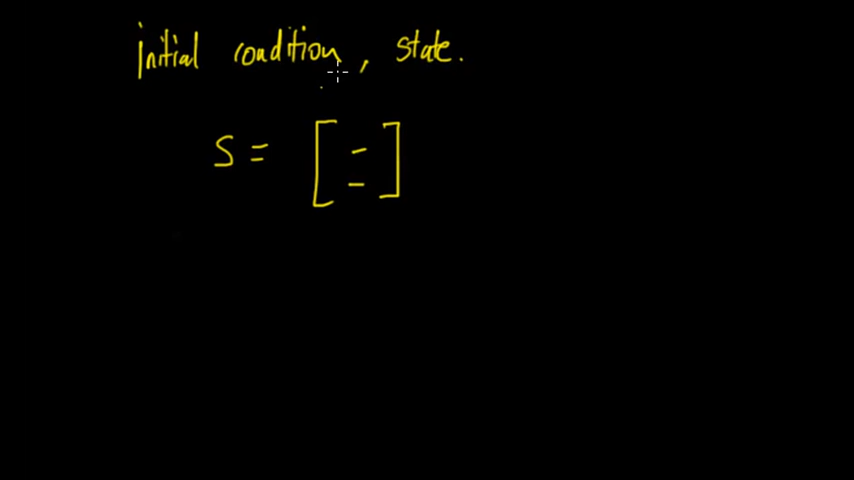 initial condition, state.
S = [ - - ]